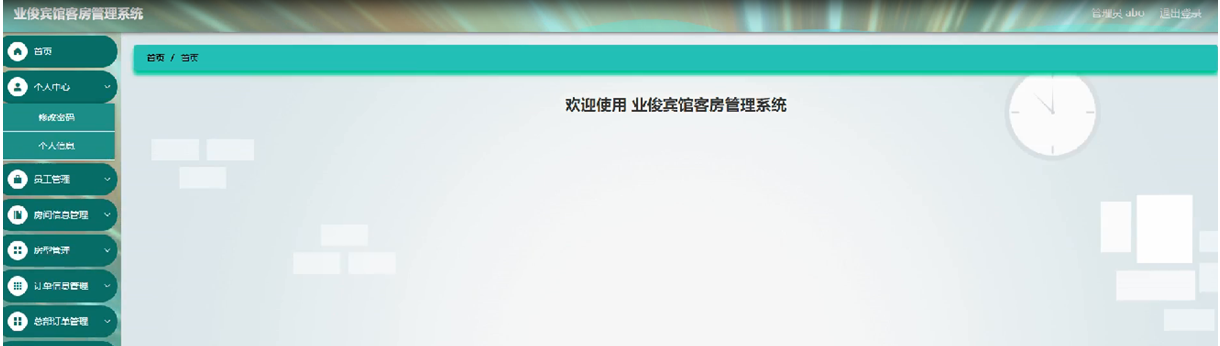 业俊宾馆客房管理系统
管理员 abo 退出登录
首页
首页 / 首页
个人中心
欢迎使用 业俊宾馆客房管理系统
修改密码
个人信息
员工管理
房间信息管理
房型管理
订单信息管理
总部订单管理